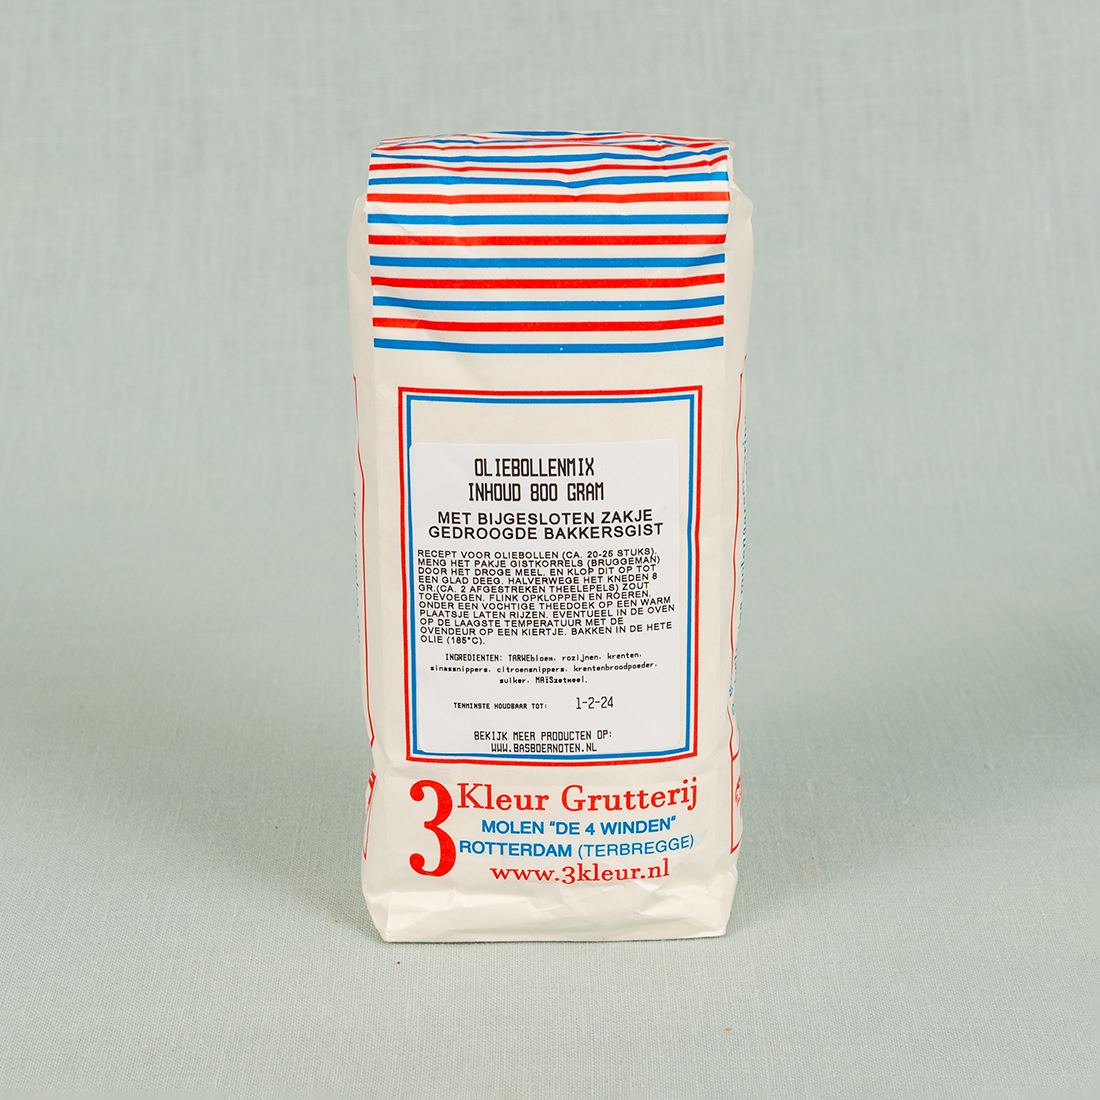 OLIEBOLLENMIX
INHOUD 800 GRAM
MET BIJGESLOTEN ZAKJE
GEDROOGDE BAKKERSGIST
RECEPT VOOR OLIEBOLLEN (CA. 20-25 STUKS).
MENG HET PAKJE GISTKORRELS (BRUGGEMAN)
DOOR HET DROGE MEEL. EN KLOP DIT OP TOT
EEN GLAD DEEG. HALVERWEGE HET KNEDEN 8
GR.(CA. 2 AFGESTREKEN THEELEPELS) ZOUT
TOEVOEGEN. FLINK OPKLOPPEN EN ROEREN.
ONDER EEN VOCHTIGE THEEDOEK OP EEN WARM
PLAATSJE LATEN RIJZEN. EVENTUEEL IN DE OVEN
OP DE LAAGSTE TEMPERATUUR MET DE
OVENDEUR OP EEN KIERTJE. BAKKEN IN DE HETE
OLIE (185°C).
INGREDIENTEN: TARWEbloem, rozijnen, krenten,
sinassnippers, citroensnippers, krentenbroodpoeder,
suiker, MAïSzetmeel.
TENMINSTE HOUDBAAR TOT: 1-2-24
BEKIJK MEER PRODUCTEN OP:
WWW.BASBOERNOTEN.NL
3 Kleur Grutterij
MOLEN "DE 4 WINDEN"
ROTTERDAM (TERBREGGE)
www.3kleur.nl